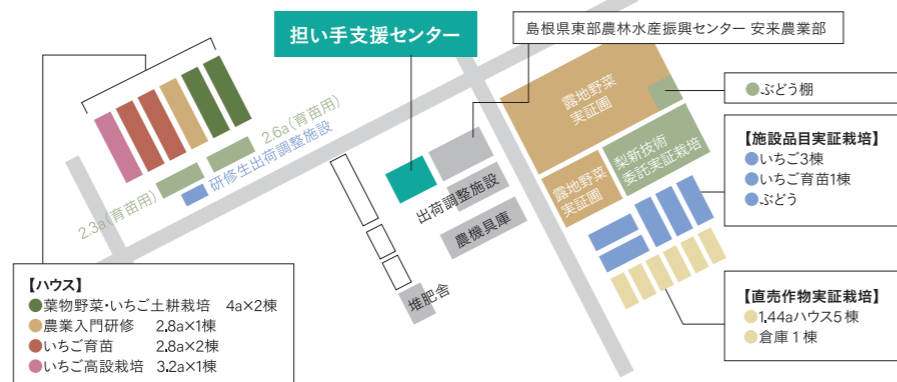 担い手支援センター
島根県東部農林水産振興センター 安来農業部
露地野菜
実証圃
●ぶどう棚
梨新技術
委託実証栽培
露地野菜
実証圃
2.6a(育苗用)
研修生出荷調整施設
2.3a(育苗用)
出荷調整施設
農機具庫
堆肥舎
【施設品目実証栽培】
●いちご3棟
●いちご育苗1棟
●ぶどう
【直売作物実証栽培】
●1.44aハウス5棟
●倉庫1棟
【ハウス】
●葉物野菜・いちご土耕栽培 4a×2棟
●農業入門研修 2.8a×1棟
●いちご育苗 2.8a×2棟
●いちご高設栽培 3.2a×1棟